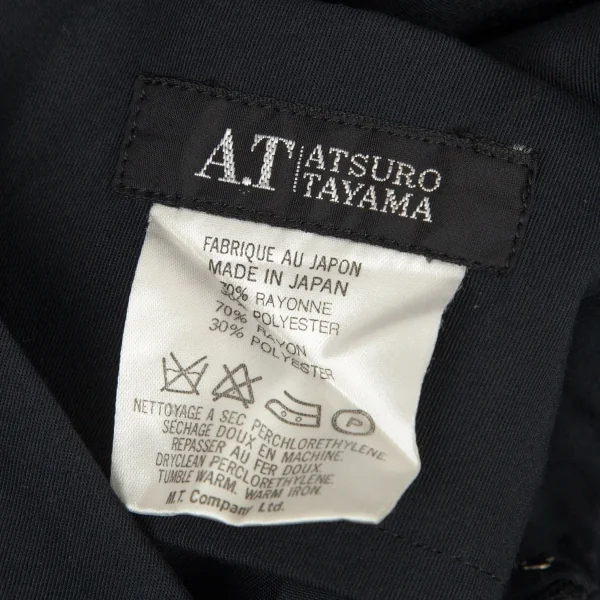 A.T ATSURO TAYAMA
FABRIQUE AU JAPON
MADE IN JAPAN
70% RAYONNE
30% POLYESTER
70% RAYON
30% POLYESTER
P
NETTOYAGE A SEC PERCHLORETHYLENE.
SECHAGE DOUX EN MACHINE.
REPASSER AU FER DOUX.
DRYCLEAN PERCLORETHYLENE.
TUMBLE WARM. WARM IRON.
M.T. Company Ltd.